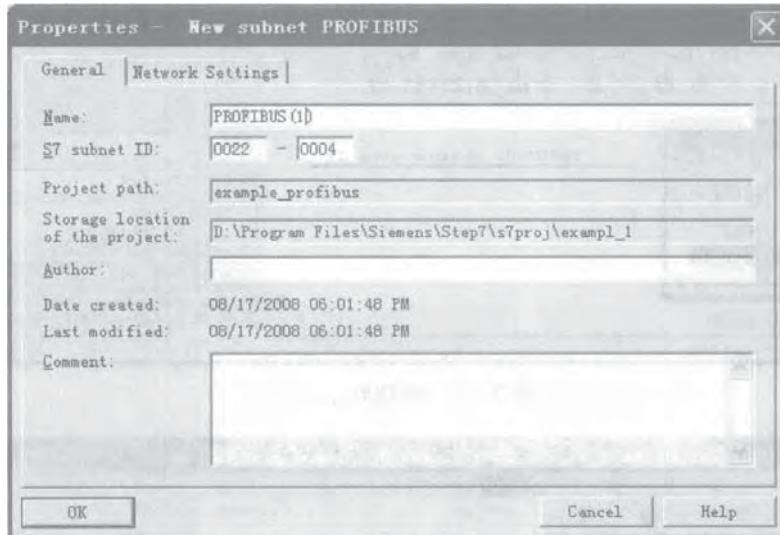 Properties - New subnet PROFIBUS
General Network Settings
Name: PROFIBUS(1)
S7 subnet ID: 0022 - 0004
Project path: example_profibus
Storage location
of the project: D:\Program Files\Siemens\Step7\s7proj\exampl_1
Author:
Date created: 08/17/2008 06:01:48 PM
Last modified: 08/17/2008 06:01:48 PM
Comment:
OK Cancel Help